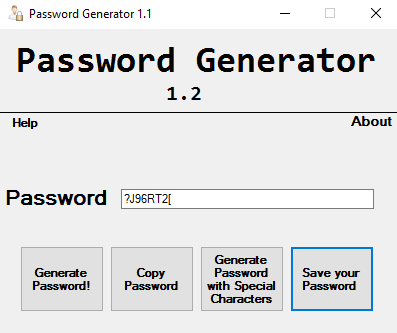 Password Generator 1.1
Password Generator
1.2
Help
About
Password
?J96RT2[
Generate
Password!
Copy
Password
Generate
Password
with Special
Characters
Save your
Password